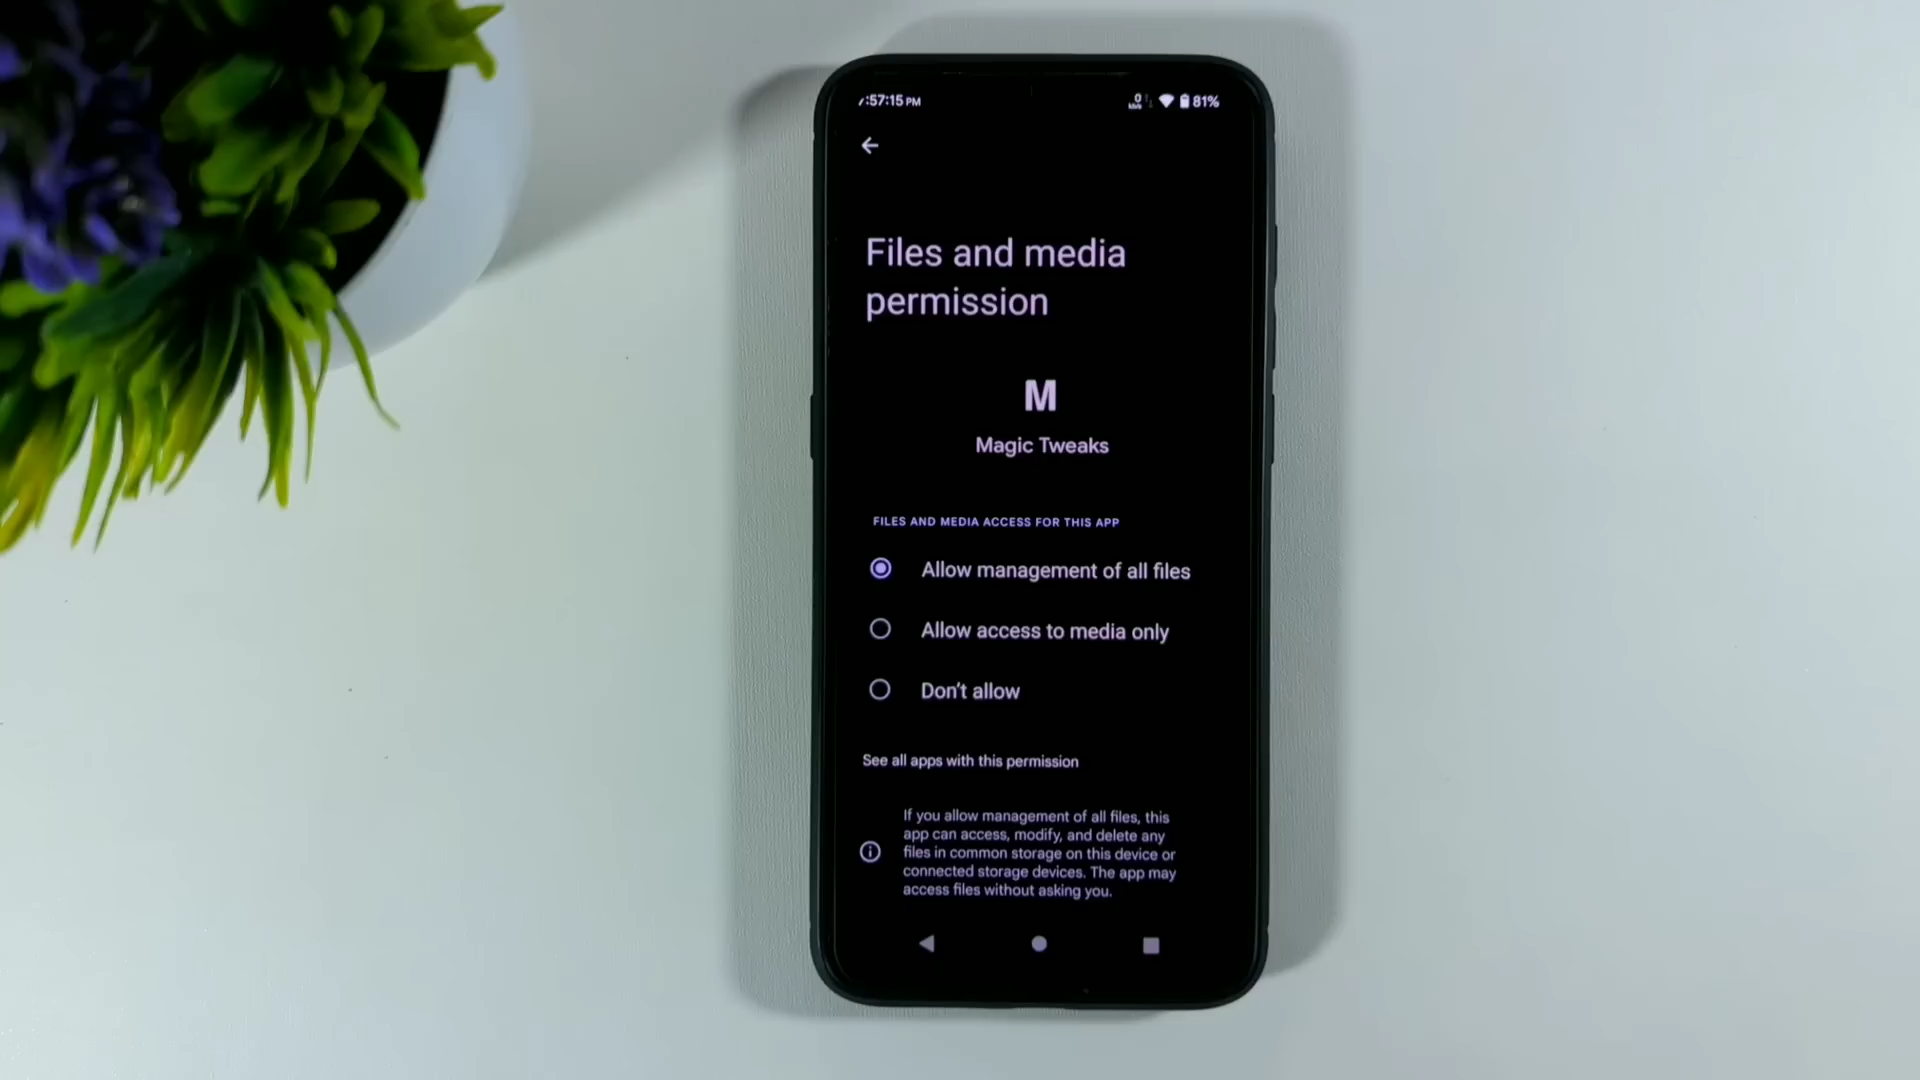 :57:15 PM
0
81%
Files and media
permission
M
Magic Tweaks
FILES AND MEDIA ACCESS FOR THIS APP
Allow management of all files
Allow access to media only
Don't allow
See all apps with this permission
If you allow management of all files, this
app can access, modify, and delete any
files in common storage on this device or
connected storage devices. The app may
access files without asking you.